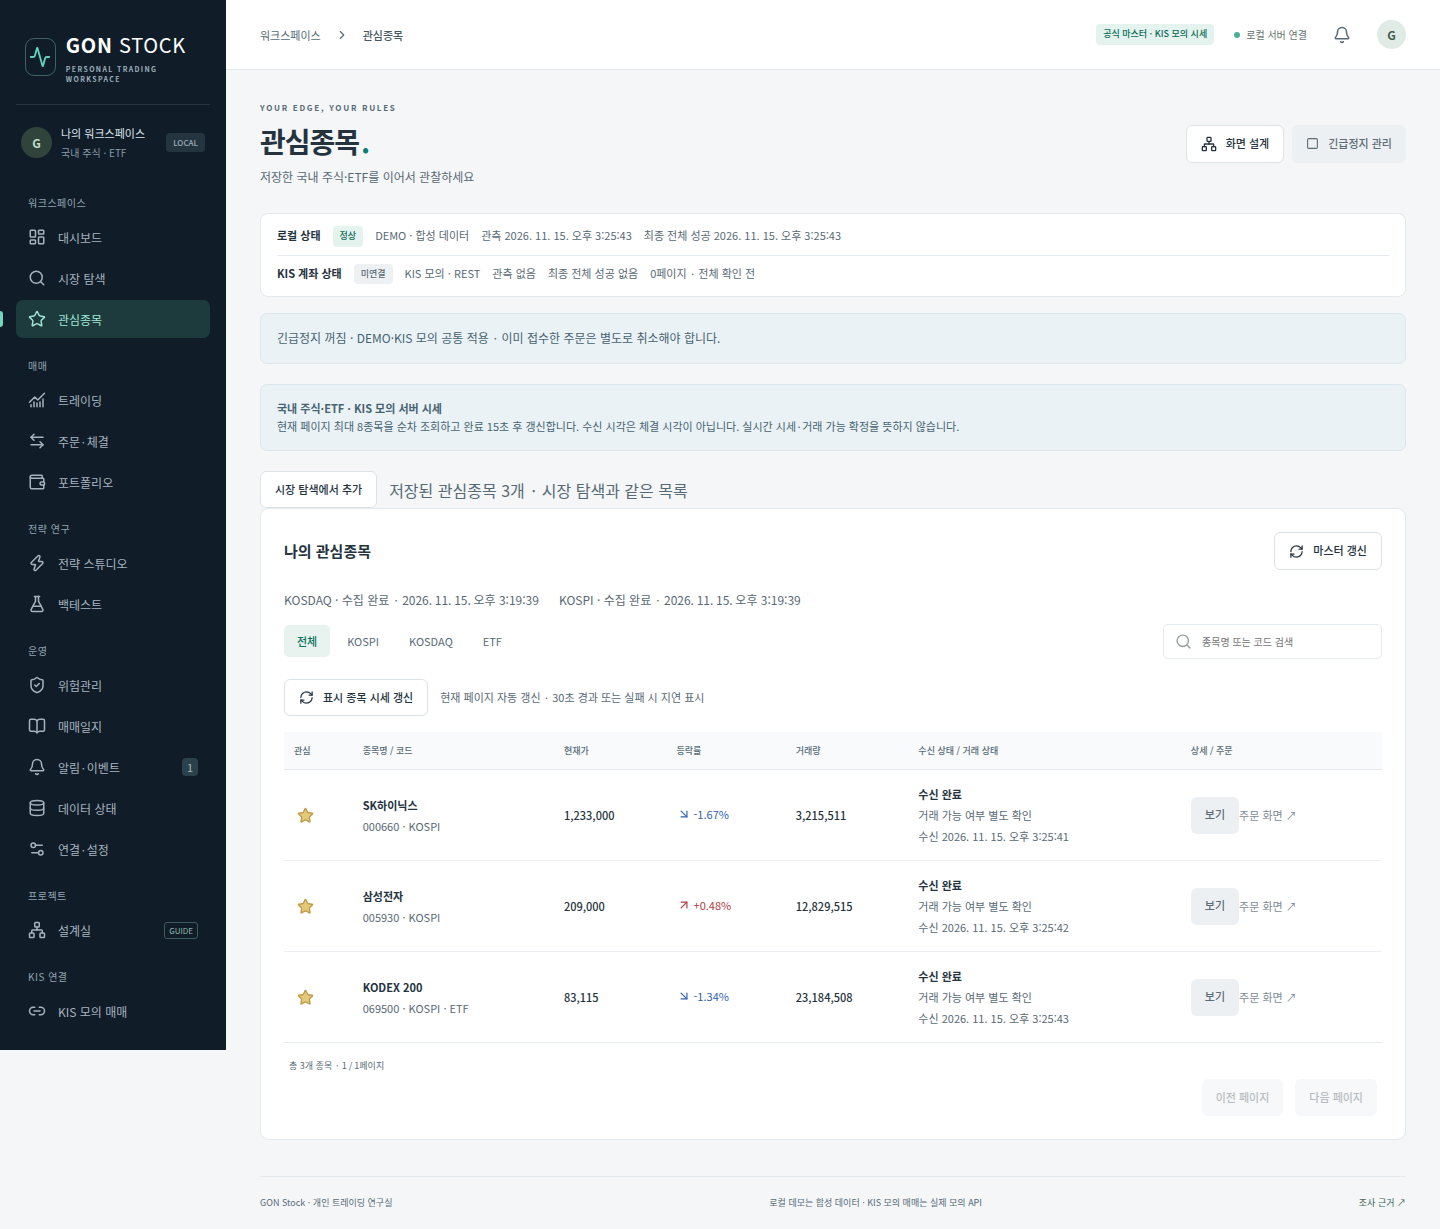 GON STOCK
PERSONAL TRADING
WORKSPACE
G
나의 워크스페이스
국내 주식 · ETF
LOCAL
워크스페이스
대시보드
시장 탐색
관심종목
매매
트레이딩
주문·체결
포트폴리오
전략 연구
전략 스튜디오
백테스트
운영
위험관리
매매일지
알림·이벤트
1
데이터 상태
연결·설정
프로젝트
설계실
GUIDE
KIS 연결
KIS 모의 매매
워크스페이스 > 관심종목
공식 마스터 · KIS 모의 시세
로컬 서버 연결
G
YOUR EDGE, YOUR RULES
관심종목.
저장한 국내 주식·ETF를 이어서 관찰하세요
화면 설계
긴급정지 관리
로컬 상태 정상 DEMO · 합성 데이터 관측 2026. 11. 15. 오후 3:25:43 최종 전체 성공 2026. 11. 15. 오후 3:25:43
KIS 계좌 상태 미연결 KIS 모의 · REST 관측 없음 최종 전체 성공 없음 0페이지 · 전체 확인 전
긴급정지 꺼짐 · DEMO·KIS 모의 공통 적용 · 이미 접수한 주문은 별도로 취소해야 합니다.
국내 주식·ETF · KIS 모의 서버 시세
현재 페이지 최대 8종목을 순차 조회하고 완료 15초 후 갱신합니다. 수신 시각은 체결 시각이 아닙니다. 실시간 시세·거래 가능 확정을 뜻하지 않습니다.
시장 탐색에서 추가
저장된 관심종목 3개 · 시장 탐색과 같은 목록
나의 관심종목
마스터 갱신
KOSDAQ · 수집 완료 · 2026. 11. 15. 오후 3:19:39 KOSPI · 수집 완료 · 2026. 11. 15. 오후 3:19:39
전체 KOSPI KOSDAQ ETF
종목명 또는 코드 검색
표시 종목 시세 갱신
현재 페이지 자동 갱신 · 30초 경과 또는 실패 시 지연 표시
관심 종목명 / 코드 현재가 등락률 거래량 수신 상태 / 거래 상태 상세 / 주문
SK하이닉스
000660 · KOSPI
1,233,000
↘ -1.67%
3,215,511
수신 완료
거래 가능 여부 별도 확인
수신 2026. 11. 15. 오후 3:25:41
보기
주문 화면 ↗
삼성전자
005930 · KOSPI
209,000
↗ +0.48%
12,829,515
수신 완료
거래 가능 여부 별도 확인
수신 2026. 11. 15. 오후 3:25:42
보기
주문 화면 ↗
KODEX 200
069500 · KOSPI · ETF
83,115
↘ -1.34%
23,184,508
수신 완료
거래 가능 여부 별도 확인
수신 2026. 11. 15. 오후 3:25:43
보기
주문 화면 ↗
총 3개 종목 · 1 / 1페이지
이전 페이지
다음 페이지
GON Stock · 개인 트레이딩 연구실
로컬 데모는 합성 데이터 · KIS 모의 매매는 실제 모의 API
조사 근거 ↗